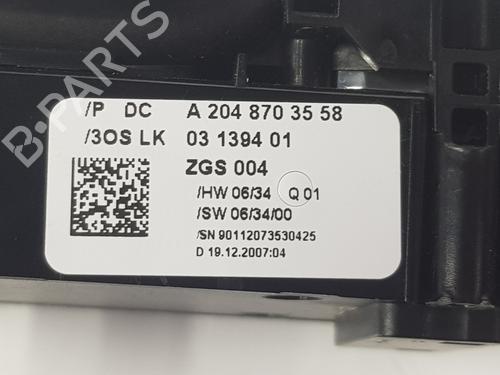 B-PARTS
/P DC A 204 870 35 58
/3OS LK 03 1394 01
ZGS 004
/HW 06/34 Q 01
/SW 06/34/00
/SN 90112073530425
D 19.12.2007:04